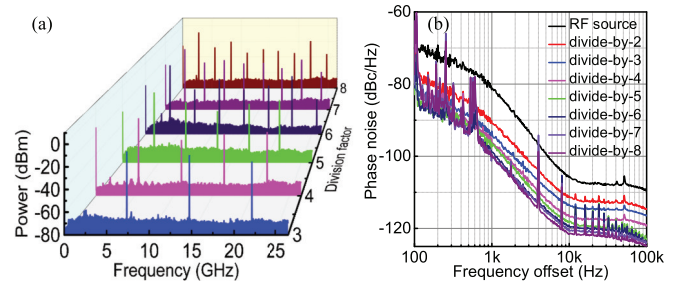 (a)
Power (dBm)
0
-20
-40
-60
-80
0 5 10 15 20 25
Frequency (GHz)
3
4
5
6
7
8
Division factor
(b)
Phase noise (dBc/Hz)
-60
-80
-100
-120
100 1k 10k 100k
Frequency offset (Hz)
RF source
divide-by-2
divide-by-3
divide-by-4
divide-by-5
divide-by-6
divide-by-7
divide-by-8